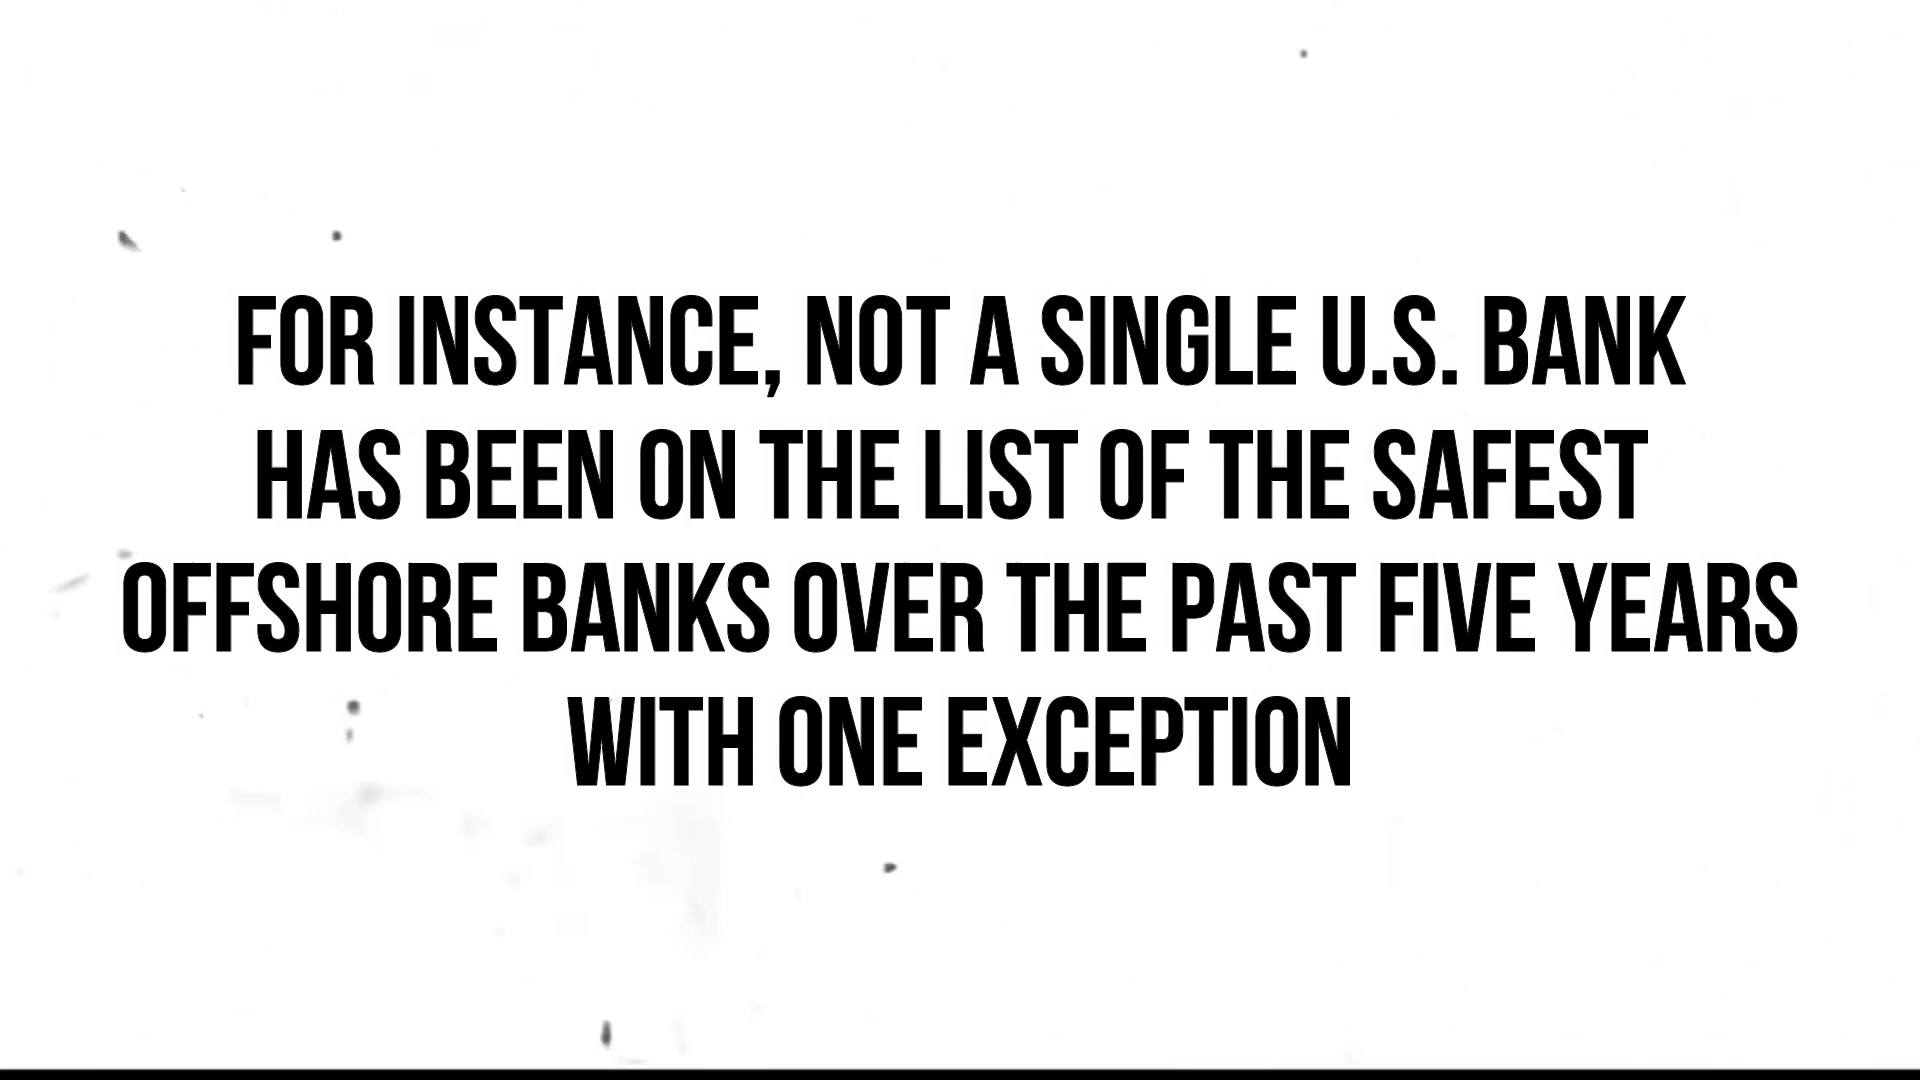 FOR INSTANCE, NOT A SINGLE U.S. BANK
HAS BEEN ON THE LIST OF THE SAFEST
OFFSHORE BANKS OVER THE PAST FIVE YEARS
WITH ONE EXCEPTION